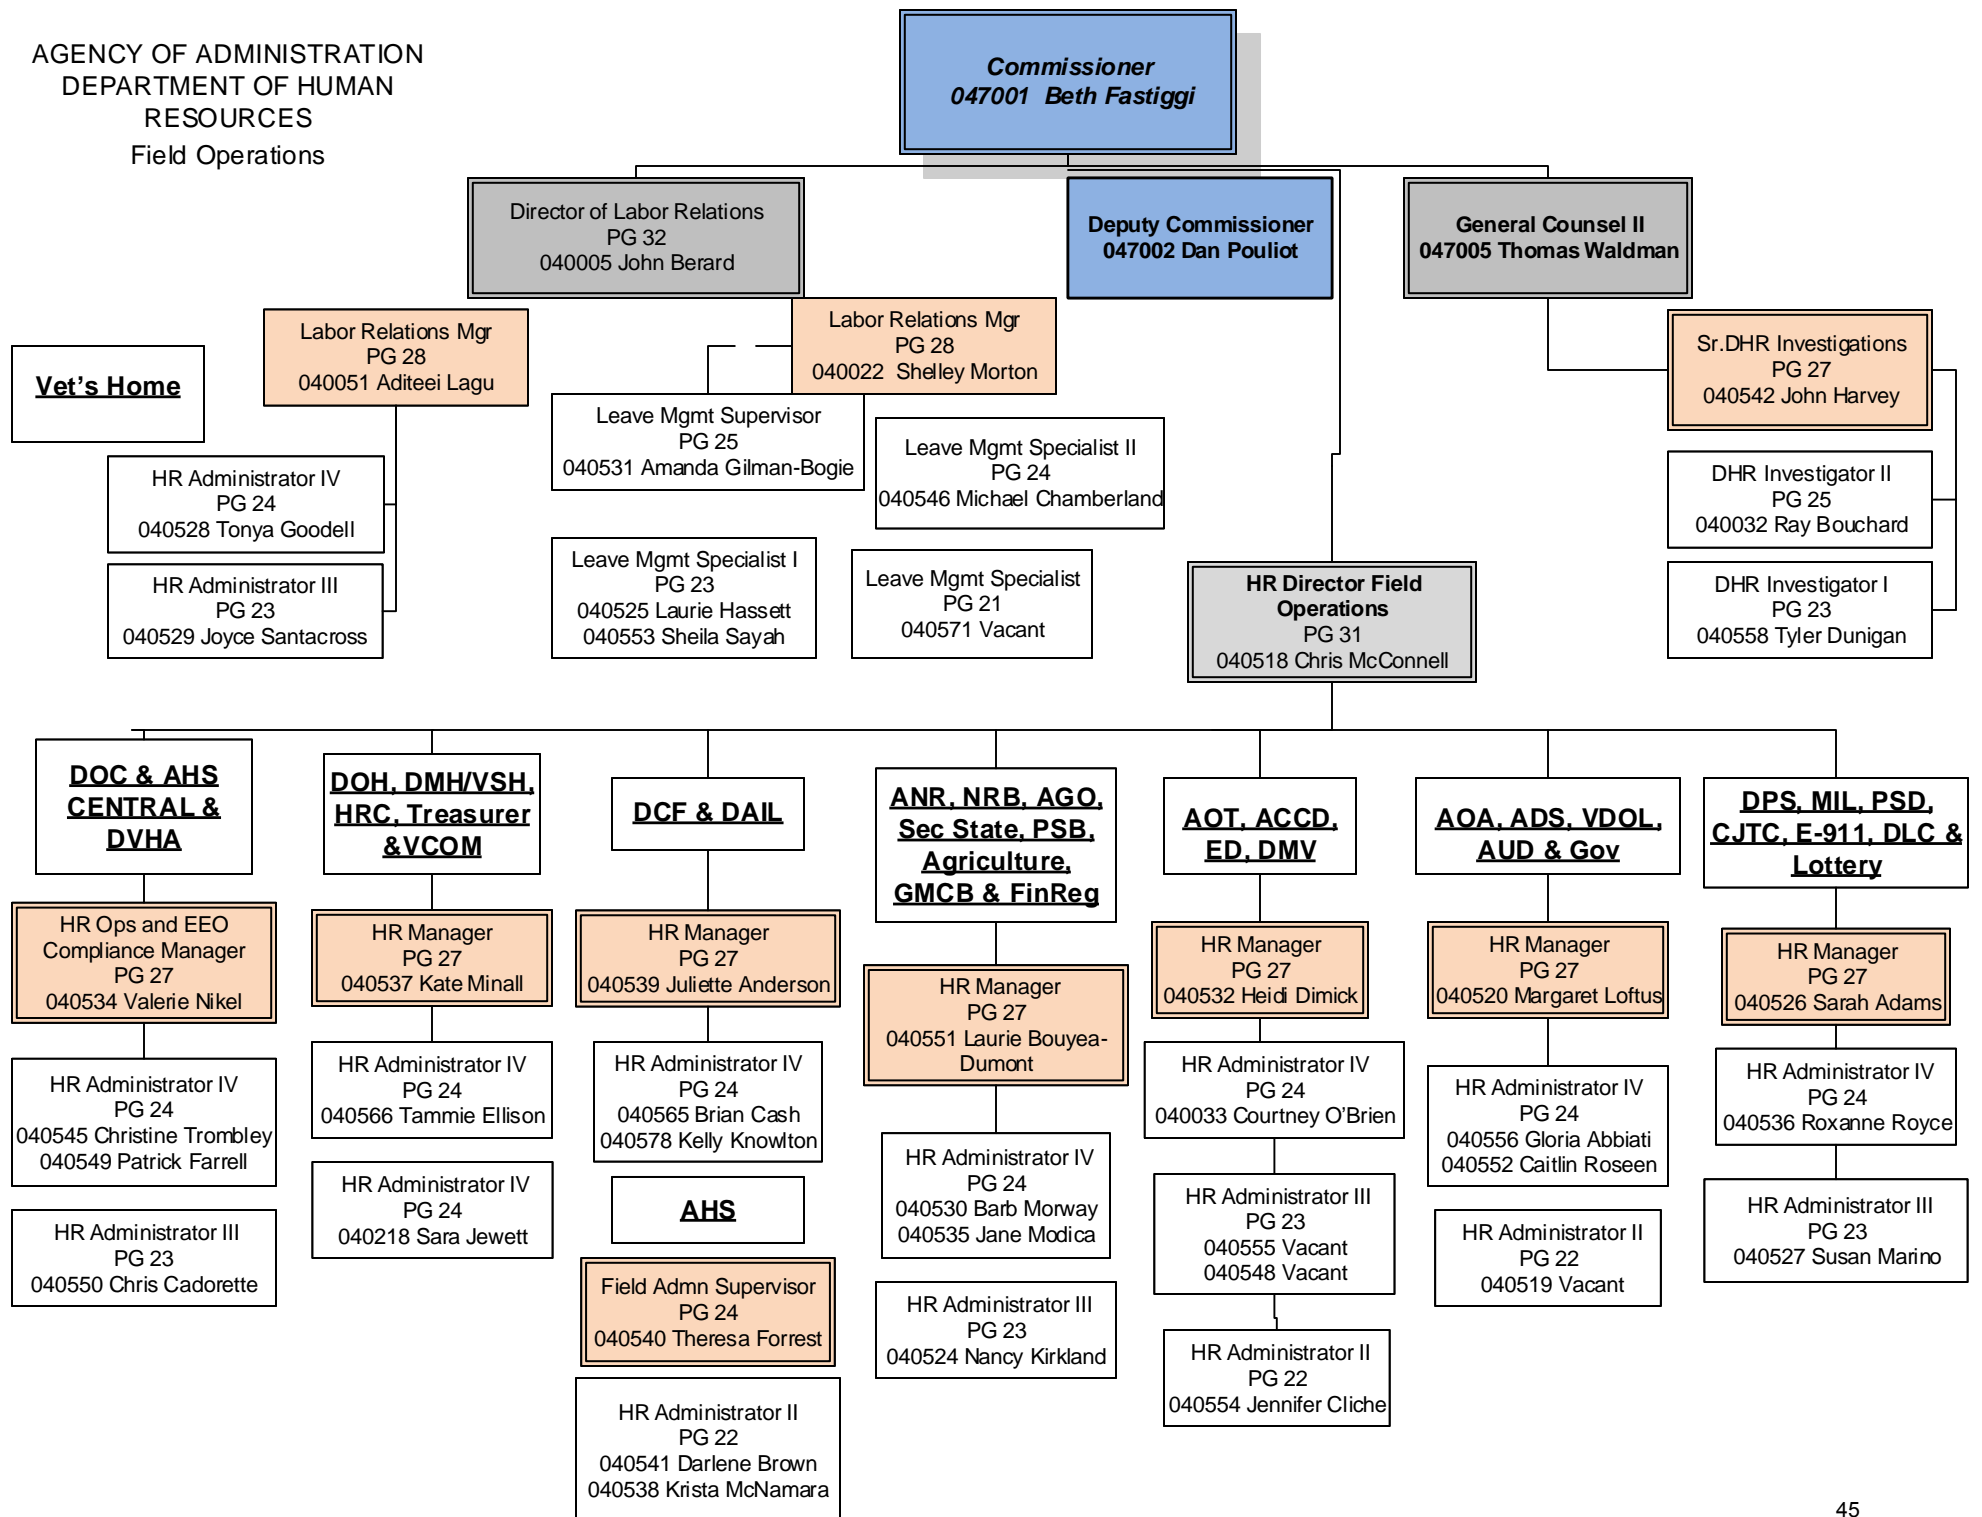 AGENCY OF ADMINISTRATION
DEPARTMENT OF HUMAN
RESOURCES
Field Operations
Commissioner
047001 Beth Fastiggi
Director of Labor Relations
PG 32
040005 John Berard
Deputy Commissioner
047002 Dan Pouliot
General Counsel II
047005 Thomas Waldman
Vet's Home
Labor Relations Mgr
PG 28
040051 Aditeei Lagu
Labor Relations Mgr
PG 28
040022 Shelley Morton
Sr.DHR Investigations
PG 27
040542 John Harvey
HR Administrator IV
PG 24
040528 Tonya Goodell
HR Administrator III
PG 23
040529 Joyce Santacross
Leave Mgmt Supervisor
PG 25
040531 Amanda Gilman-Bogie
Leave Mgmt Specialist II
PG 24
040546 Michael Chamberland
Leave Mgmt Specialist I
PG 23
040525 Laurie Hassett
040553 Sheila Sayah
Leave Mgmt Specialist
PG 21
040571 Vacant
DHR Investigator II
PG 25
040032 Ray Bouchard
DHR Investigator I
PG 23
040558 Tyler Dunigan
HR Director Field
Operations
PG 31
040518 Chris McConnell
DOC & AHS
CENTRAL &
DVHA
HR Ops and EEO
Compliance Manager
PG 27
040534 Valerie Nikel
HR Administrator IV
PG 24
040545 Christine Trombley
040549 Patrick Farrell
HR Administrator III
PG 23
040550 Chris Cadorette
DOH, DMH/VSH,
HRC, Treasurer
&VCOM
HR Manager
PG 27
040537 Kate Minall
HR Administrator IV
PG 24
040566 Tammie Ellison
HR Administrator IV
PG 24
040218 Sara Jewett
DCF & DAIL
HR Manager
PG 27
040539 Juliette Anderson
HR Administrator IV
PG 24
040565 Brian Cash
040578 Kelly Knowlton
AHS
Field Admn Supervisor
PG 24
040540 Theresa Forrest
HR Administrator II
PG 22
040541 Darlene Brown
040538 Krista McNamara
ANR, NRB, AGO,
Sec State, PSB,
Agriculture,
GMCB & FinReg
HR Manager
PG 27
040551 Laurie Bouyea-
Dumont
HR Administrator IV
PG 24
040530 Barb Morway
040535 Jane Modica
HR Administrator III
PG 23
040524 Nancy Kirkland
AOT, ACCD,
ED, DMV
HR Manager
PG 27
040532 Heidi Dimick
HR Administrator IV
PG 24
040033 Courtney O'Brien
HR Administrator III
PG 23
040555 Vacant
040548 Vacant
HR Administrator II
PG 22
040554 Jennifer Cliche
AOA, ADS, VDOL,
AUD & Gov
HR Manager
PG 27
040520 Margaret Loftus
HR Administrator IV
PG 24
040556 Gloria Abbiati
040552 Caitlin Roseen
HR Administrator II
PG 22
040519 Vacant
DPS, MIL, PSD,
CJTC, E-911, DLC &
Lottery
HR Manager
PG 27
040526 Sarah Adams
HR Administrator IV
PG 24
040536 Roxanne Royce
HR Administrator III
PG 23
040527 Susan Marino
45